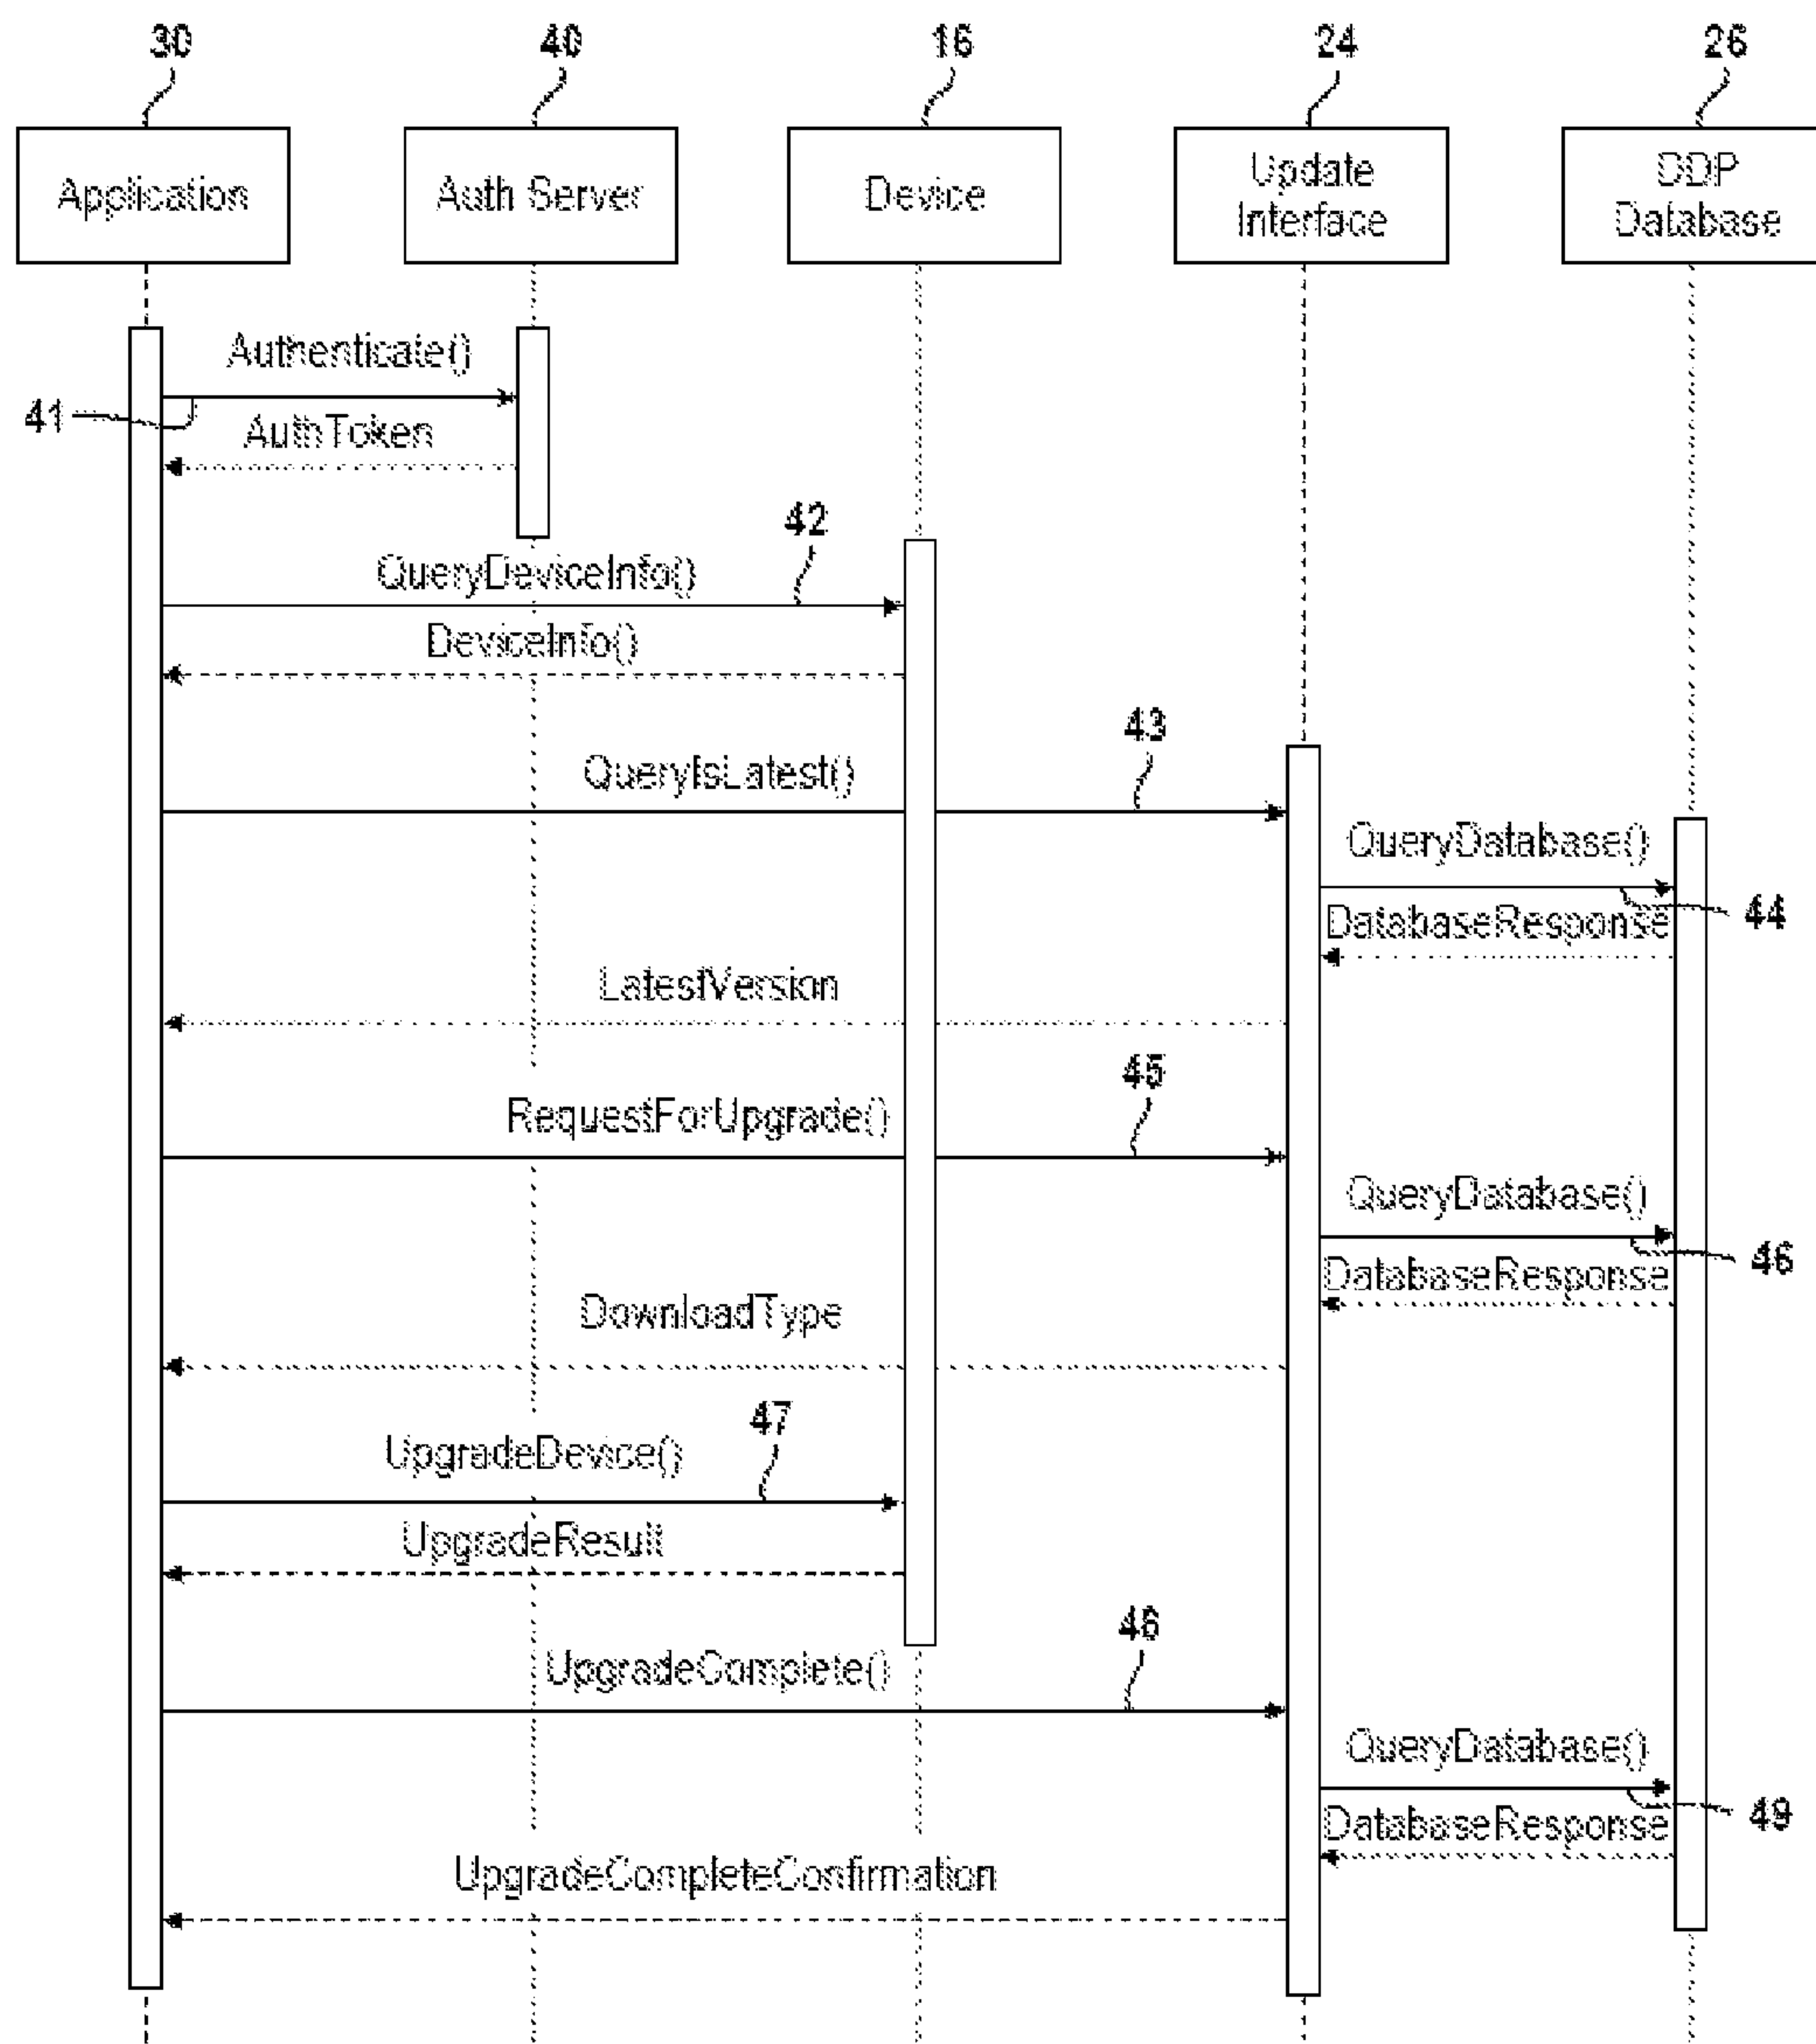 30
40
16
24
26
Application
Auth Server
Device
Update
Interface
DDP
Database
Authenticate()
41
AuthToken
42
QueryDeviceInfo()
DeviceInfo()
43
QueryIsLatest()
QueryDatabase()
44
DatabaseResponse
LatestVersion
45
RequestForUpgrade()
QueryDatabase()
46
DatabaseResponse
DownloadType
47
UpgradeDevice()
UpgradeResult
48
UpgradeComplete()
QueryDatabase()
49
DatabaseResponse
UpgradeCompleteConfirmation